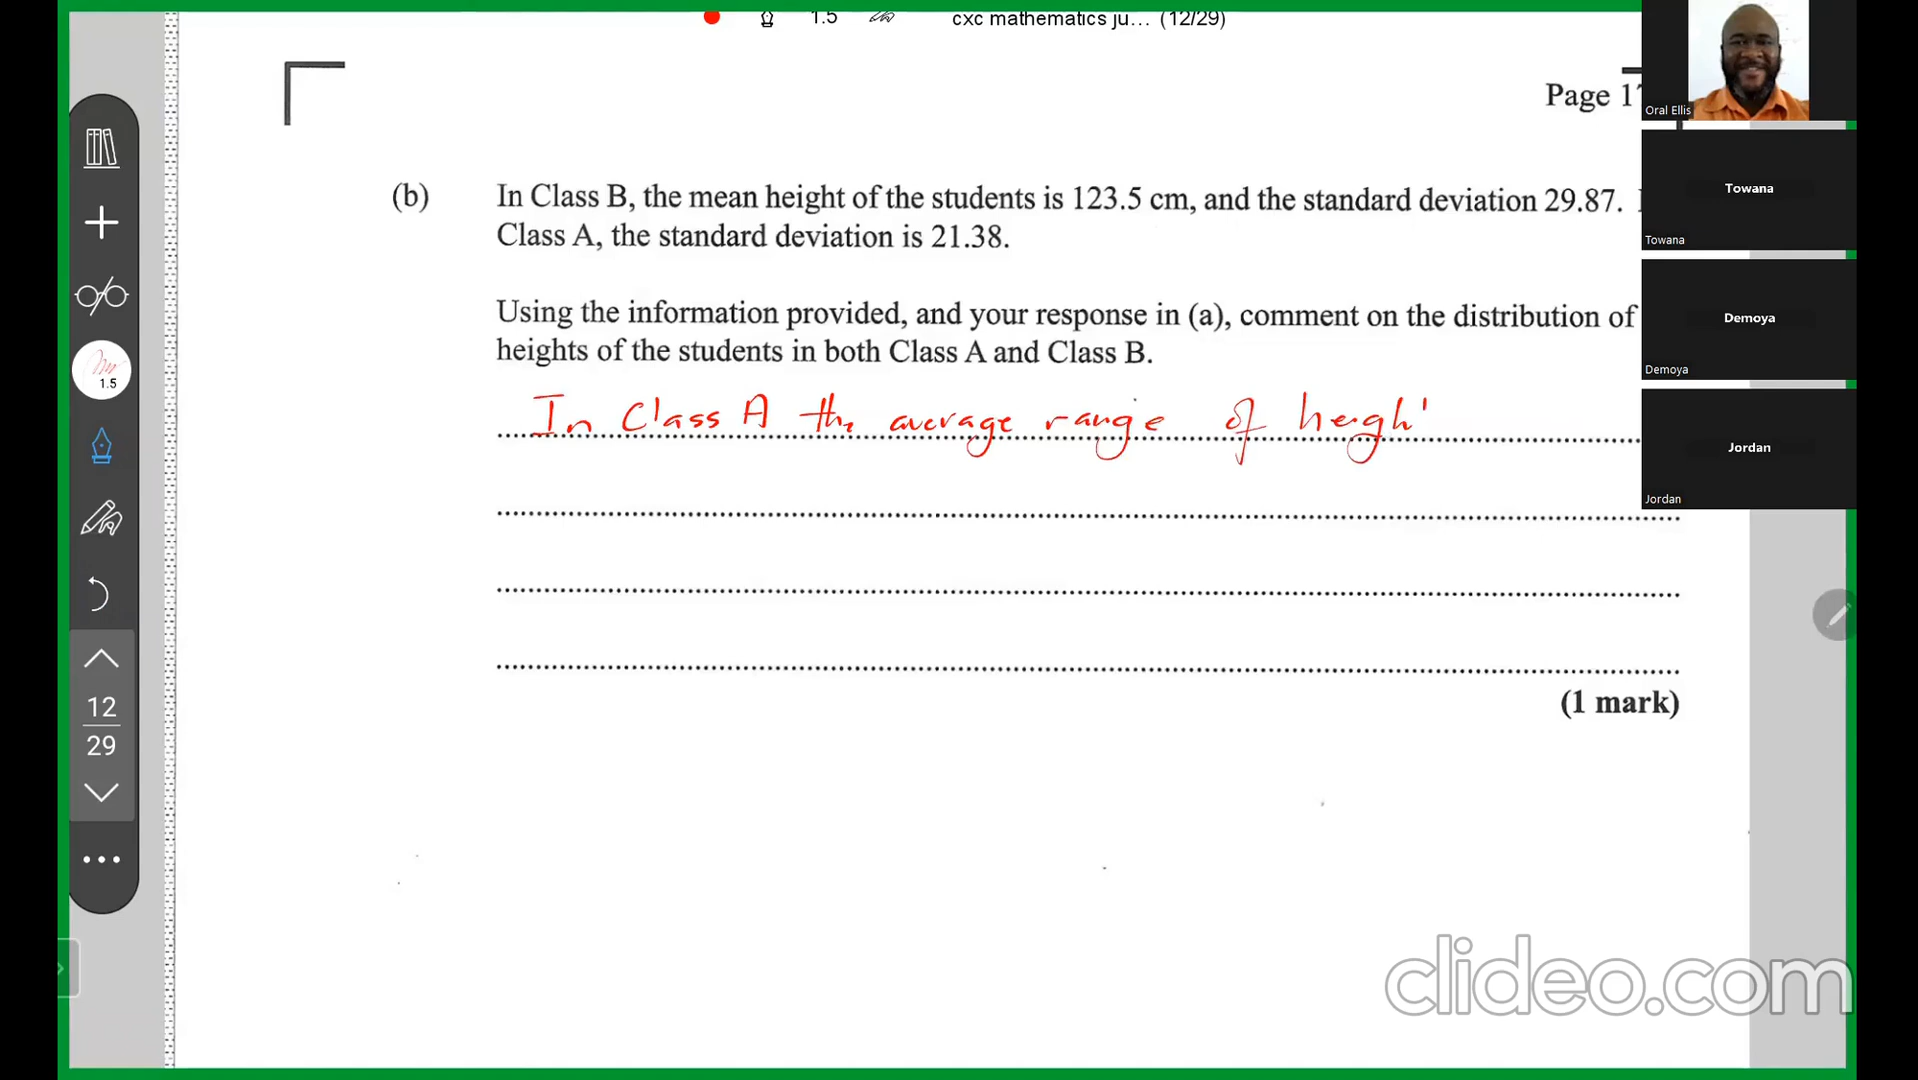 1.5 cxc mathematics ju... (12/29)
Page 17
Oral Ellis
(b) In Class B, the mean height of the students is 123.5 cm, and the standard deviation 29.87.
Class A, the standard deviation is 21.38.
Towana
Towana
Using the information provided, and your response in (a), comment on the distribution of
heights of the students in both Class A and Class B.
Demoya
Demoya
1.5
In Class A the average range of heigh
Jordan
Jordan
(1 mark)
12
29
clideo.com